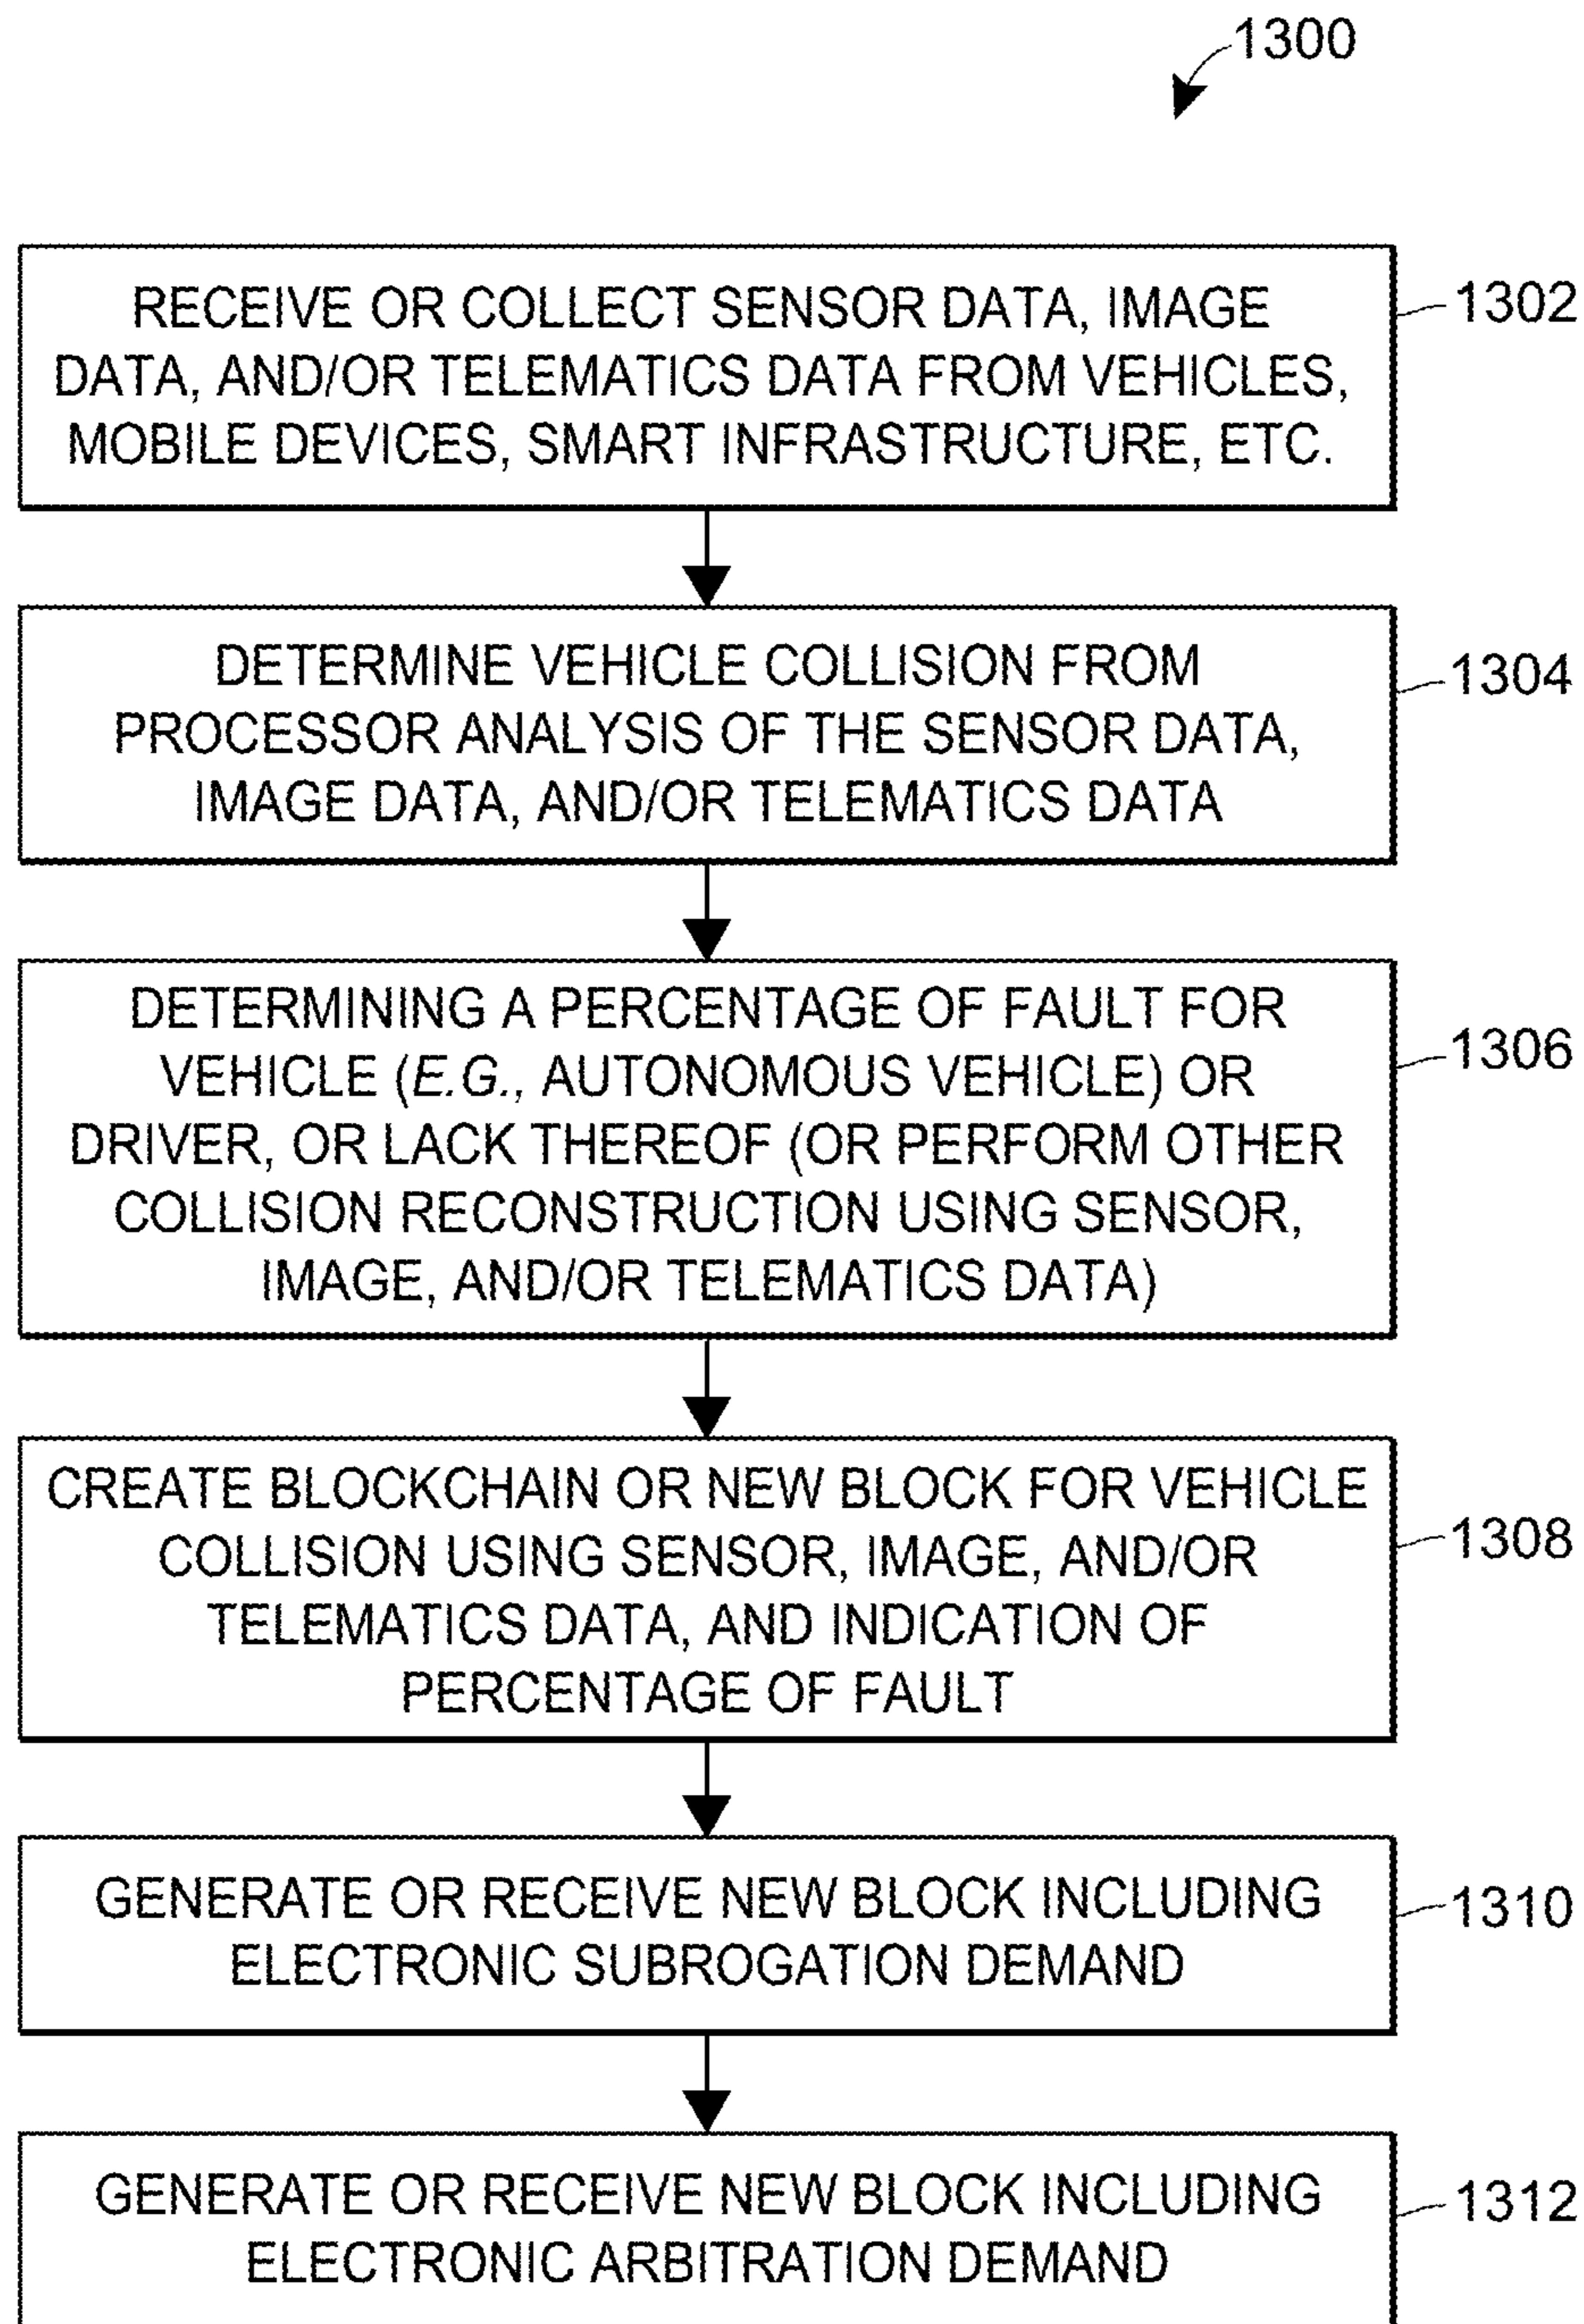 1300
RECEIVE OR COLLECT SENSOR DATA, IMAGE
DATA, AND/OR TELEMATICS DATA FROM VEHICLES,
MOBILE DEVICES, SMART INFRASTRUCTURE, ETC.
1302
DETERMINE VEHICLE COLLISION FROM
PROCESSOR ANALYSIS OF THE SENSOR DATA,
IMAGE DATA, AND/OR TELEMATICS DATA
1304
DETERMINING A PERCENTAGE OF FAULT FOR
VEHICLE (E.G., AUTONOMOUS VEHICLE) OR
DRIVER, OR LACK THEREOF (OR PERFORM OTHER
COLLISION RECONSTRUCTION USING SENSOR,
IMAGE, AND/OR TELEMATICS DATA)
1306
CREATE BLOCKCHAIN OR NEW BLOCK FOR VEHICLE
COLLISION USING SENSOR, IMAGE, AND/OR
TELEMATICS DATA, AND INDICATION OF
PERCENTAGE OF FAULT
1308
GENERATE OR RECEIVE NEW BLOCK INCLUDING
ELECTRONIC SUBROGATION DEMAND
1310
GENERATE OR RECEIVE NEW BLOCK INCLUDING
ELECTRONIC ARBITRATION DEMAND
1312